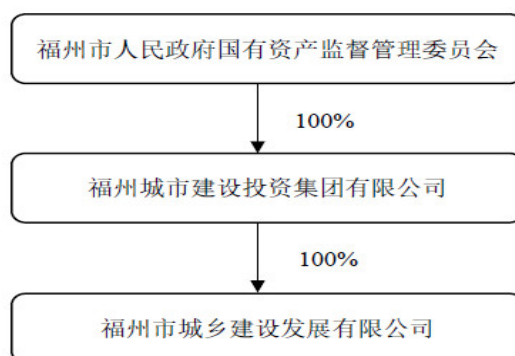 福州市人民政府国有资产监督管理委员会
100%
福州城市建设投资集团有限公司
100%
福州市城乡建设发展有限公司